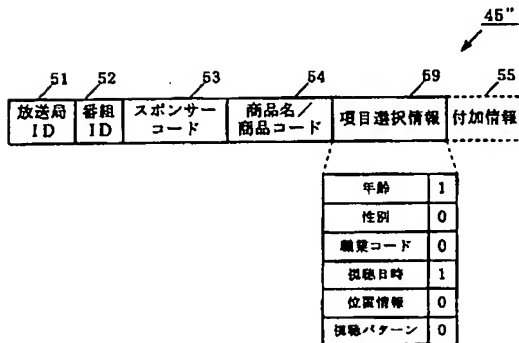 45"
51 52 53 54 59 55
放送局ID 番組ID スポンサーコード 商品名/商品コード 項目選択情報 付加情報
年齢 1
性別 0
職業コード 0
視聴日時 1
位置情報 0
視聴パターン 0